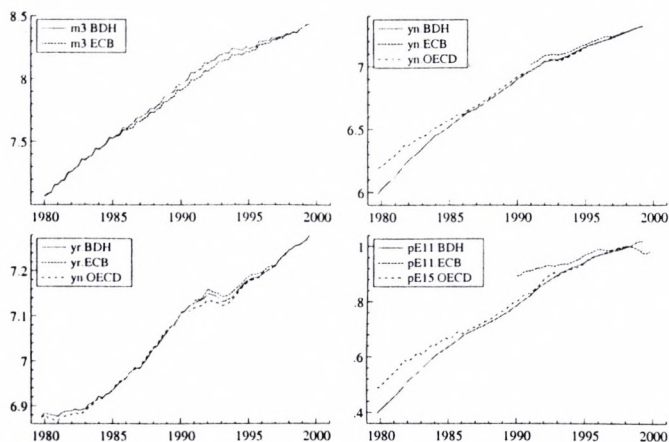 8.5
m3 BDH
m3 ECB
8
7.5
1980 1985 1990 1995 2000
yn BDH
yn ECB
yn OECD
7
6.5
6
1980 1985 1990 1995 2000
yr BDH
yr ECB
yn OECD
7.2
7.1
7
6.9
1980 1985 1990 1995 2000
1
pE11 BDH
pE11 ECB
pE15 OECD
.8
.6
.4
1980 1985 1990 1995 2000